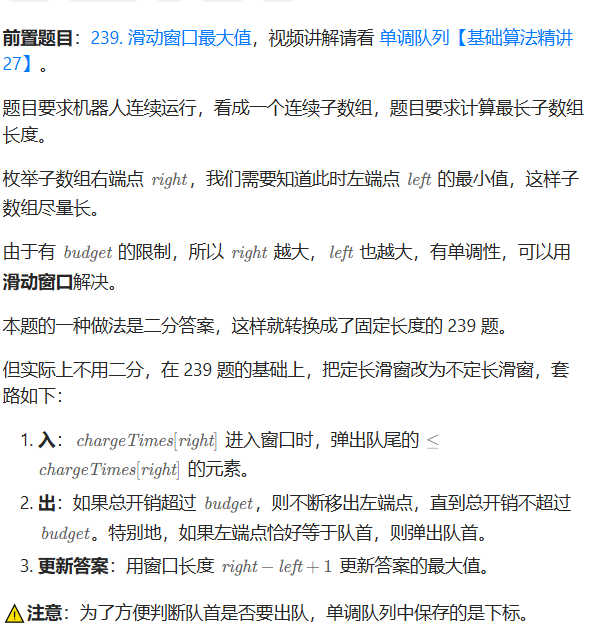 前置题目：239. 滑动窗口最大值，视频讲解请看 单调队列【基础算法精讲
27】。
题目要求机器人连续运行，看成一个连续子数组，题目要求计算最长子数组
长度。
枚举子数组右端点 right，我们需要知道此时左端点 left 的最小值，这样子
数组尽量长。
由于有 budget 的限制，所以 right 越大，left 也越大，有单调性，可以用
滑动窗口解决。
本题的一种做法是二分答案，这样就转换成了固定长度的 239 题。
但实际上不用二分，在 239 题的基础上，把定长滑窗改为不定长滑窗，套
路如下：
1. 入：chargeTimes[right] 进入窗口时，弹出队尾的 ≤
chargeTimes[right] 的元素。
2. 出：如果总开销超过 budget，则不断移出左端点，直到总开销不超过
budget。特别地，如果左端点恰好等于队首，则弹出队首。
3. 更新答案：用窗口长度 right − left + 1 更新答案的最大值。
⚠️注意：为了方便判断队首是否要出队，单调队列中保存的是下标。